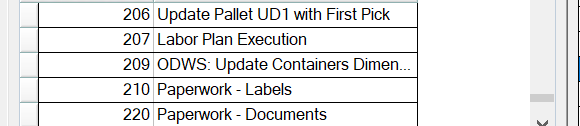 206 Update Pallet UD1 with First Pick
207 Labor Plan Execution
209 ODWS: Update Containers Dimen...
210 Paperwork - Labels
220 Paperwork - Documents